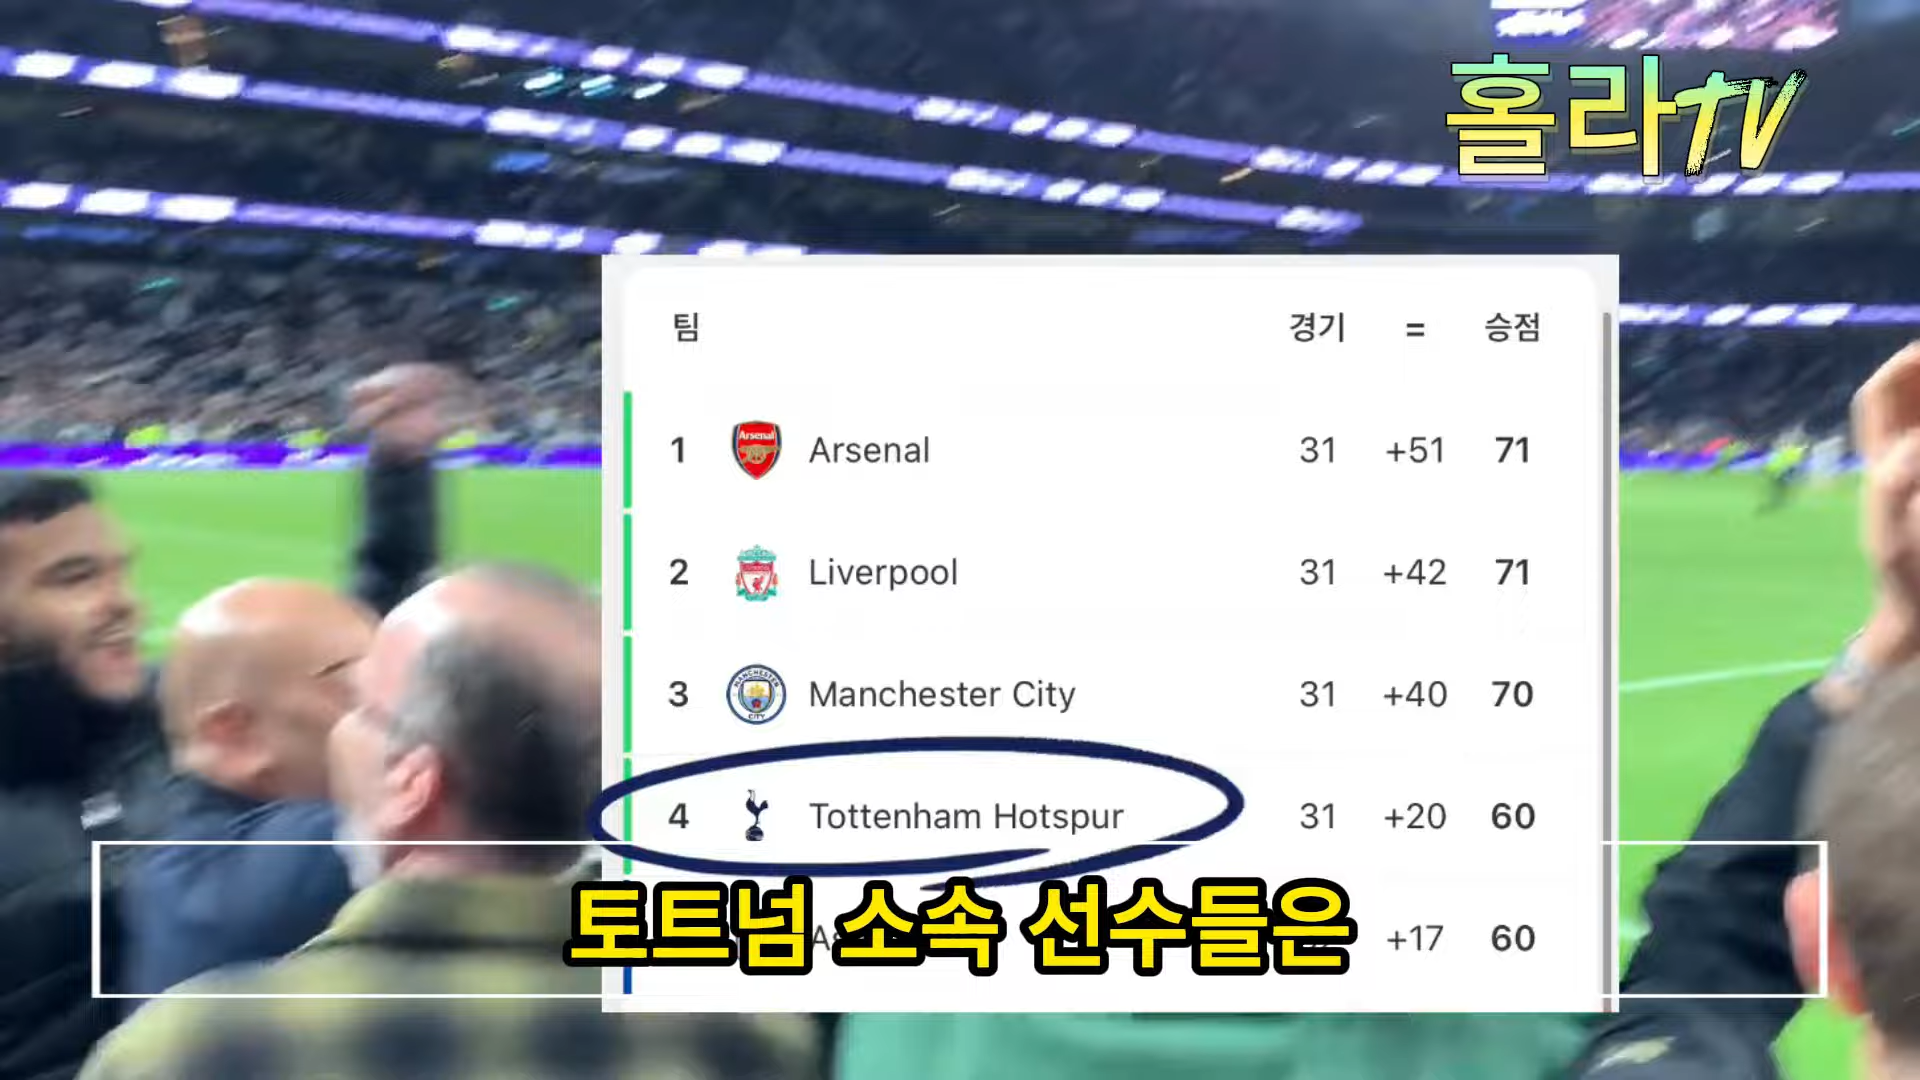 홀라TV
팀 경기 = 승점
1 Arsenal 31 +51 71
2 Liverpool 31 +42 71
3 Manchester City 31 +40 70
4 Tottenham Hotspur 31 +20 60
+17 60
토트넘 소속 선수들은